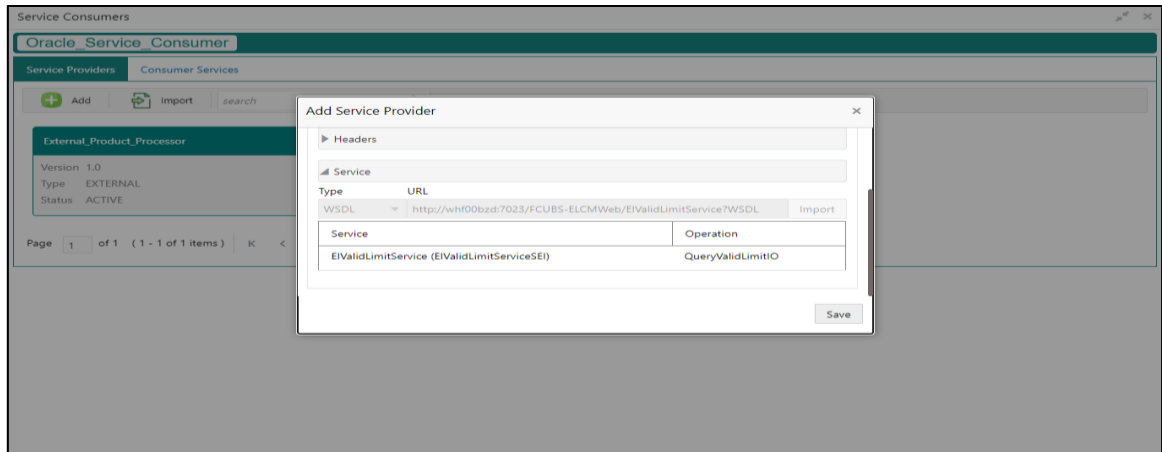 Service Consumers
Oracle_Service_Consumer
Service Providers Consumer Services
Add Import search
External_Product_Processor
Version 1.0
Type EXTERNAL
Status ACTIVE
Page 1 of 1 (1 - 1 of 1 items) K <
Add Service Provider
Headers
Service
Type URL
WSDL http://whf00bzd:7023/FCUBS-ELCMWeb/ElValidLimitService?WSDL Import
Service Operation
ElValidLimitService (ElValidLimitServiceSEI) QueryValidLimitIO
Save